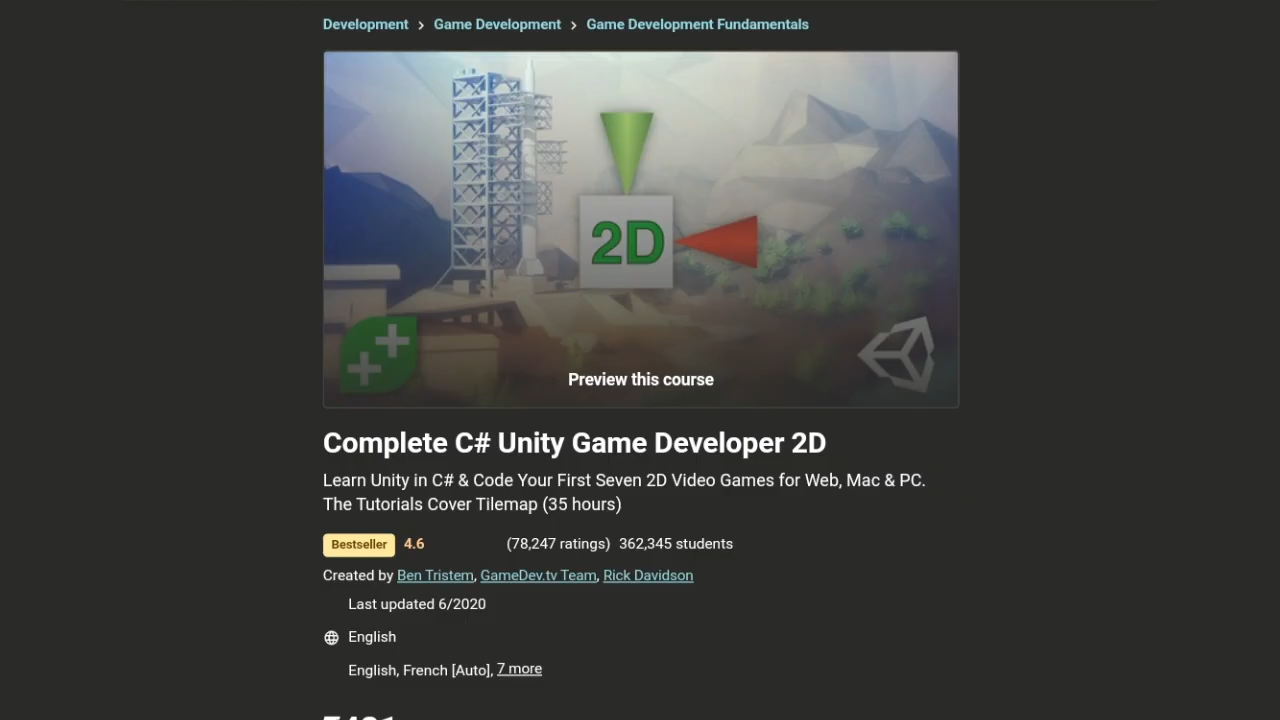 Development > Game Development > Game Development Fundamentals
2D
Preview this course
Complete C# Unity Game Developer 2D
Learn Unity in C# & Code Your First Seven 2D Video Games for Web, Mac & PC.
The Tutorials Cover Tilemap (35 hours)
Bestseller 4.6 (78,247 ratings) 362,345 students
Created by Ben Tristem, GameDev.tv Team, Rick Davidson
Last updated 6/2020
English
English, French [Auto], 7 more